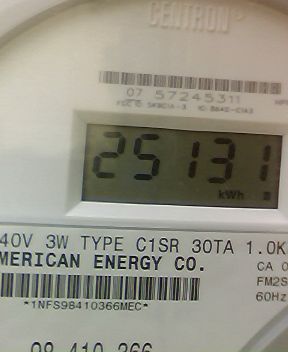 CENTRON
07 57245311
25131
kWh
40V 3W TYPE C1SR 30TA 1.0K
MERICAN ENERGY CO.
CA 0
FM2S
60Hz
*1NFS98410366MEC*
98 410 366